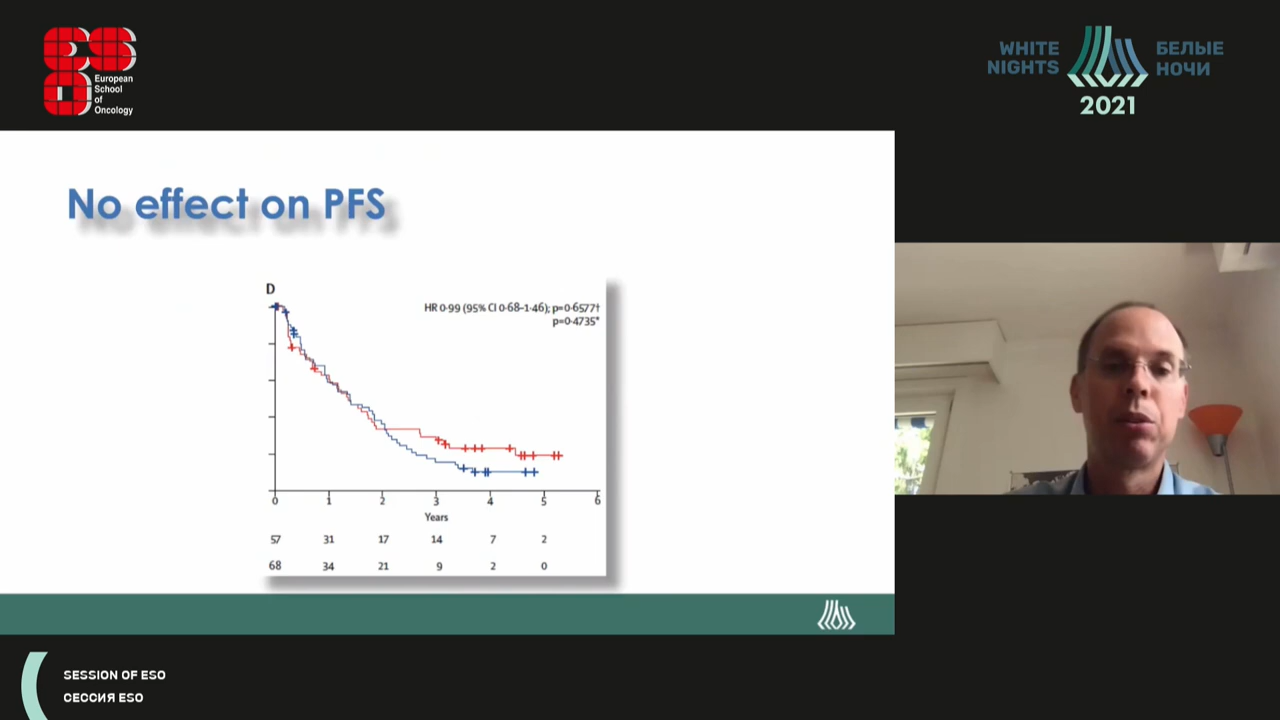 European
School
of
Oncology
WHITE
NIGHTS
БЕЛЫЕ
НОЧИ
2021
No effect on PFS
D
HR 0·99 (95% CI 0·68–1·46); p=0·6577†
p=0·4735*
0 1 2 3 4 5 6
Years
57 31 17 14 7 2
68 34 21 9 2 0
SESSION OF ESO
СЕССИЯ ESO